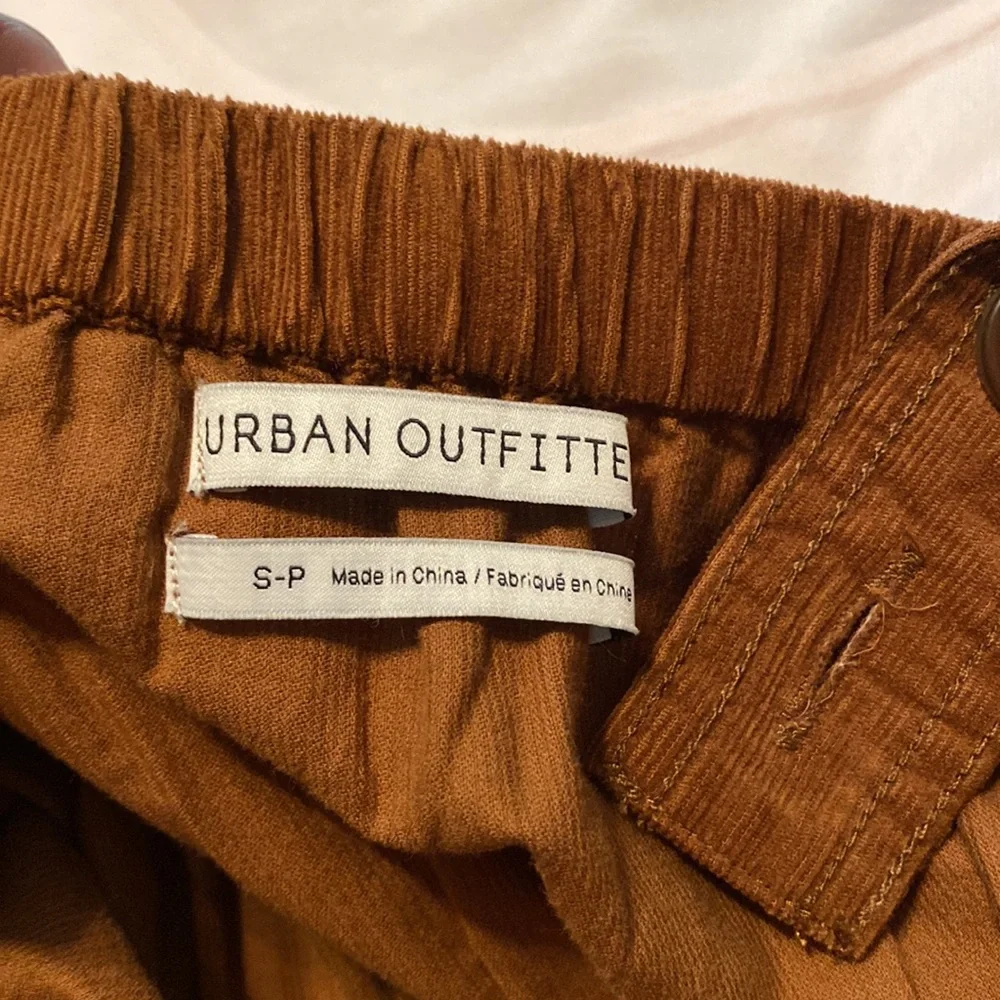 URBAN OUTFITTE
S-P Made in China / Fabriqué en Chine